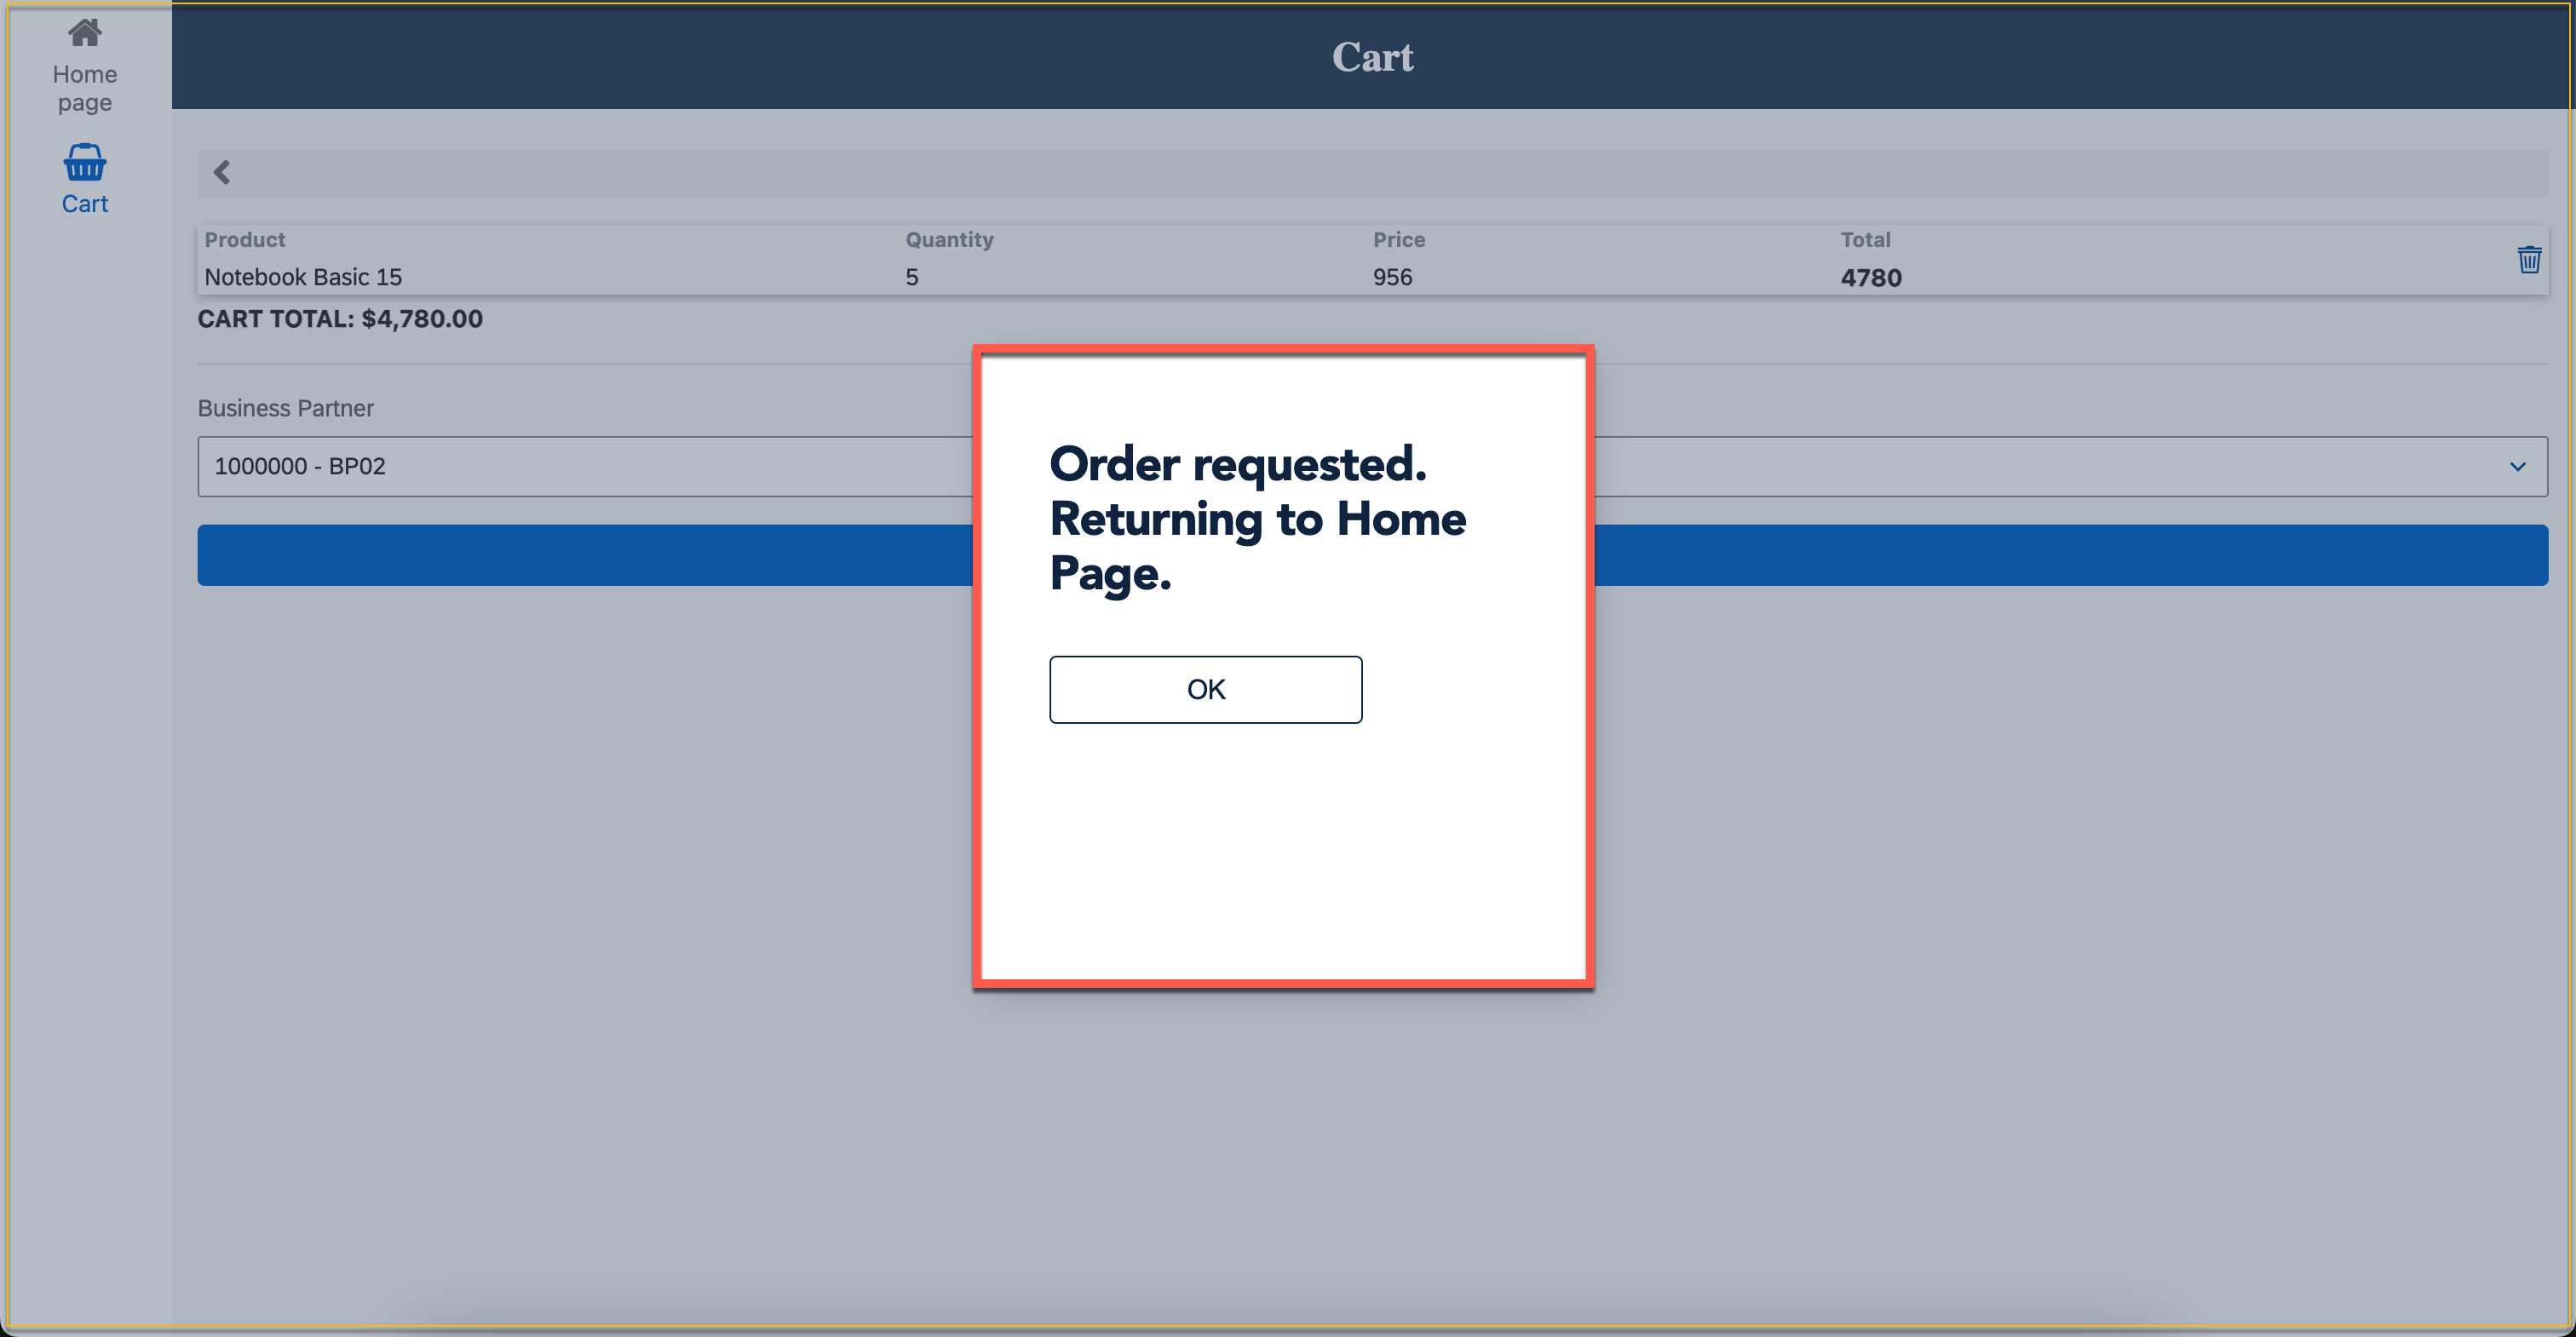 Home
page
Cart
Cart
Product Quantity Price Total
Notebook Basic 15 5 956 4780
CART TOTAL: $4,780.00
Business Partner
1000000 - BP02
Order requested.
Returning to Home
Page.
OK